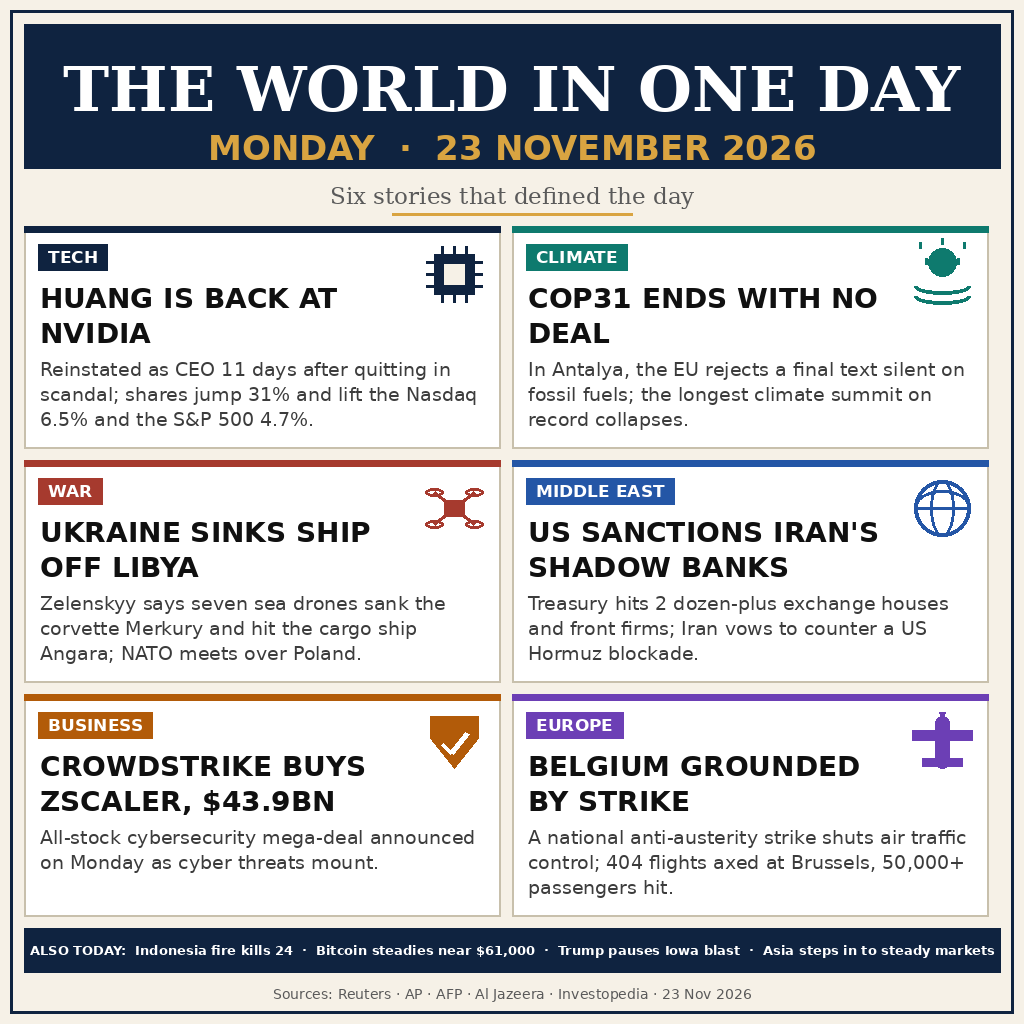 THE WORLD IN ONE DAY
MONDAY · 23 NOVEMBER 2026
Six stories that defined the day
TECH
HUANG IS BACK AT
NVIDIA
Reinstated as CEO 11 days after quitting in
scandal; shares jump 31% and lift the Nasdaq
6.5% and the S&P 500 4.7%.
CLIMATE
COP31 ENDS WITH NO
DEAL
In Antalya, the EU rejects a final text silent on
fossil fuels; the longest climate summit on
record collapses.
WAR
UKRAINE SINKS SHIP
OFF LIBYA
Zelenskyy says seven sea drones sank the
corvette Merkury and hit the cargo ship
Angara; NATO meets over Poland.
MIDDLE EAST
US SANCTIONS IRAN'S
SHADOW BANKS
Treasury hits 2 dozen-plus exchange houses
and front firms; Iran vows to counter a US
Hormuz blockade.
BUSINESS
CROWDSTRIKE BUYS
ZSCALER, $43.9BN
All-stock cybersecurity mega-deal announced
on Monday as cyber threats mount.
EUROPE
BELGIUM GROUNDED
BY STRIKE
A national anti-austerity strike shuts air traffic
control; 404 flights axed at Brussels, 50,000+
passengers hit.
ALSO TODAY: Indonesia fire kills 24 · Bitcoin steadies near $61,000 · Trump pauses Iowa blast · Asia steps in to steady markets
Sources: Reuters · AP · AFP · Al Jazeera · Investopedia · 23 Nov 2026